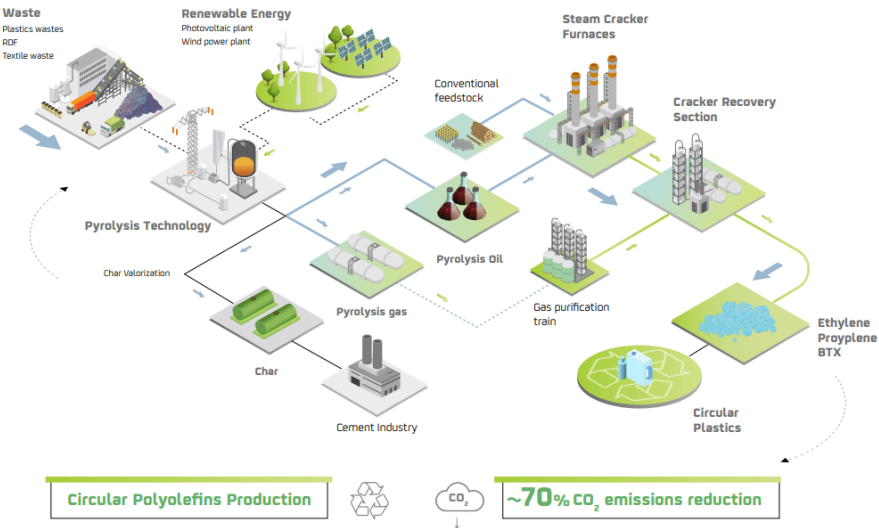 Waste
Plastics wastes
RDF
Textile waste
Renewable Energy
Photovoltaic plant
Wind power plant
Steam Cracker
Furnaces
Conventional
feedstock
Cracker Recovery
Section
Pyrolysis Technology
Pyrolysis Oil
Char Valorization
Pyrolysis gas
Gas purification
train
Char
Ethylene
Proyplene
BTX
Cement Industry
Circular
Plastics
Circular Polyolefins Production
CO₂
~70% CO₂ emissions reduction